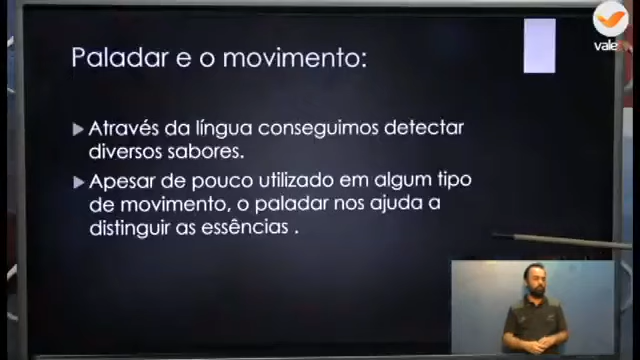 Paladar e o movimento:
Através da língua conseguimos detectar
diversos sabores.
Apesar de pouco utilizado em algum tipo
de movimento, o paladar nos ajuda a
distinguir as essências .
vale